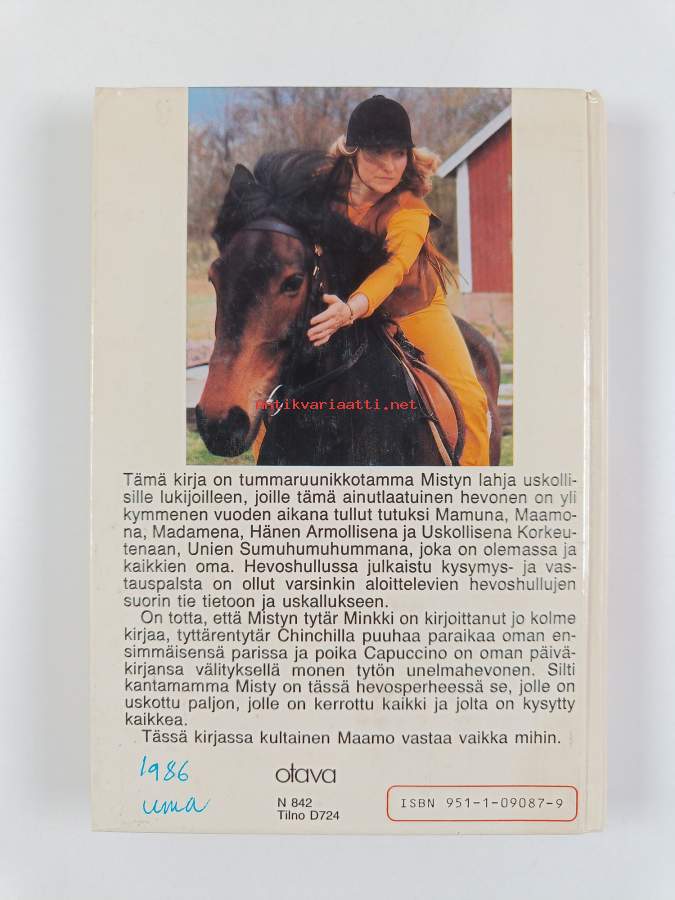 antikvariaatti.net
Tämä kirja on tummaruunikkotamma Mistyn lahja uskolli-
sille lukijoilleen, joille tämä ainutlaatuinen hevonen on yli
kymmenen vuoden aikana tullut tutuksi Mamuna, Maamo-
na, Madamena, Hänen Armollisena ja Uskollisena Korkeu-
tenaan, Unien Sumuhumuhummana, joka on olemassa ja
kaikkien oma. Hevoshullussa julkaistu kysymys- ja vas-
tauspalsta on ollut varsinkin aloittelevien hevoshullujen
suorin tie tietoon ja uskallukseen.
On totta, että Mistyn tytär Minkki on kirjoittanut jo kolme
kirjaa, tyttärentytär Chinchilla puuhaa paraikaa oman en-
simmäisensä parissa ja poika Capuccino on oman päivä-
kirjansa välityksellä monen tytön unelmahevonen. Silti
kantamamma Misty on tässä hevosperheessä se, jolle on
uskottu paljon, jolle on kerrottu kaikki ja jolta on kysytty
kaikkea.
Tässä kirjassa kultainen Maamo vastaa vaikka mihin.
1986
uma
otava
N 842
Tilno D724
ISBN 951-1-09087-9